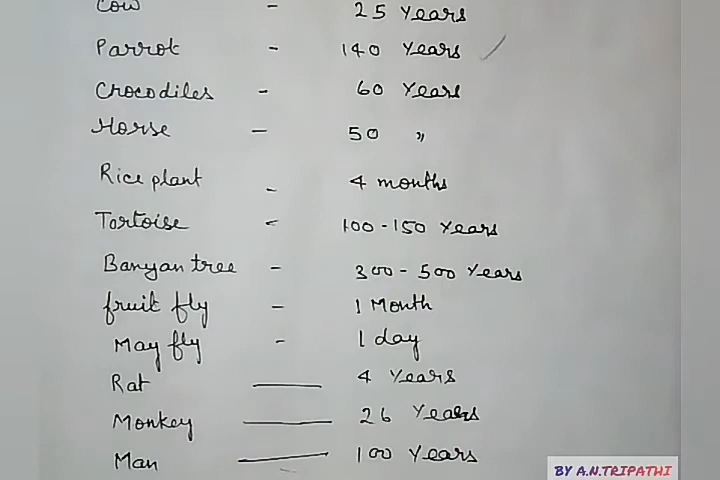 Cow - 25 Years
Parrot - 140 Years
Crocodiles - 60 Years
Horse - 50 "
Rice plant - 4 months
Tortoise - 100-150 Years
Banyan tree - 300-500 Years
fruit fly - 1 Month
May fly - 1 day
Rat — 4 Years
Monkey — 26 Years
Man — 100 Years
BY A.N.TRIPATHI